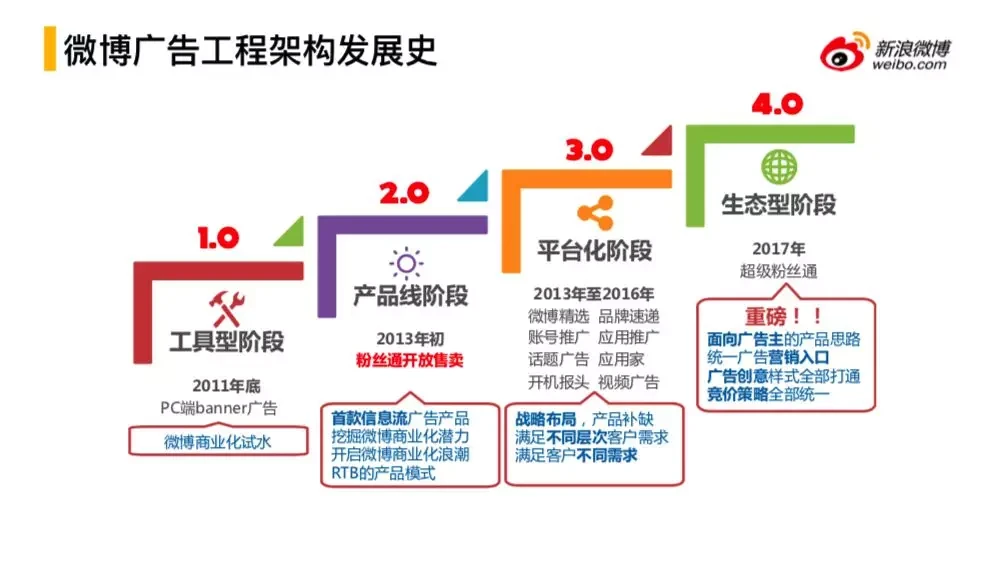 微博广告工程架构发展史
新浪微博
weibo.com
1.0
工具型阶段
2011年底
PC端banner广告
微博商业化试水
2.0
产品线阶段
2013年初
粉丝通开放售卖
首款信息流广告产品
挖掘微博商业化潜力
开启微博商业化浪潮
RTB的产品模式
3.0
平台化阶段
2013年至2016年
微博精选 品牌速递
账号推广 应用推广
话题广告 应用家
开机报头 视频广告
战略布局，产品补缺
满足不同层次客户需求
满足客户不同需求
4.0
生态型阶段
2017年
超级粉丝通
重磅！！
面向广告主的产品思路
统一广告营销入口
广告创意样式全部打通
竞价策略全部统一